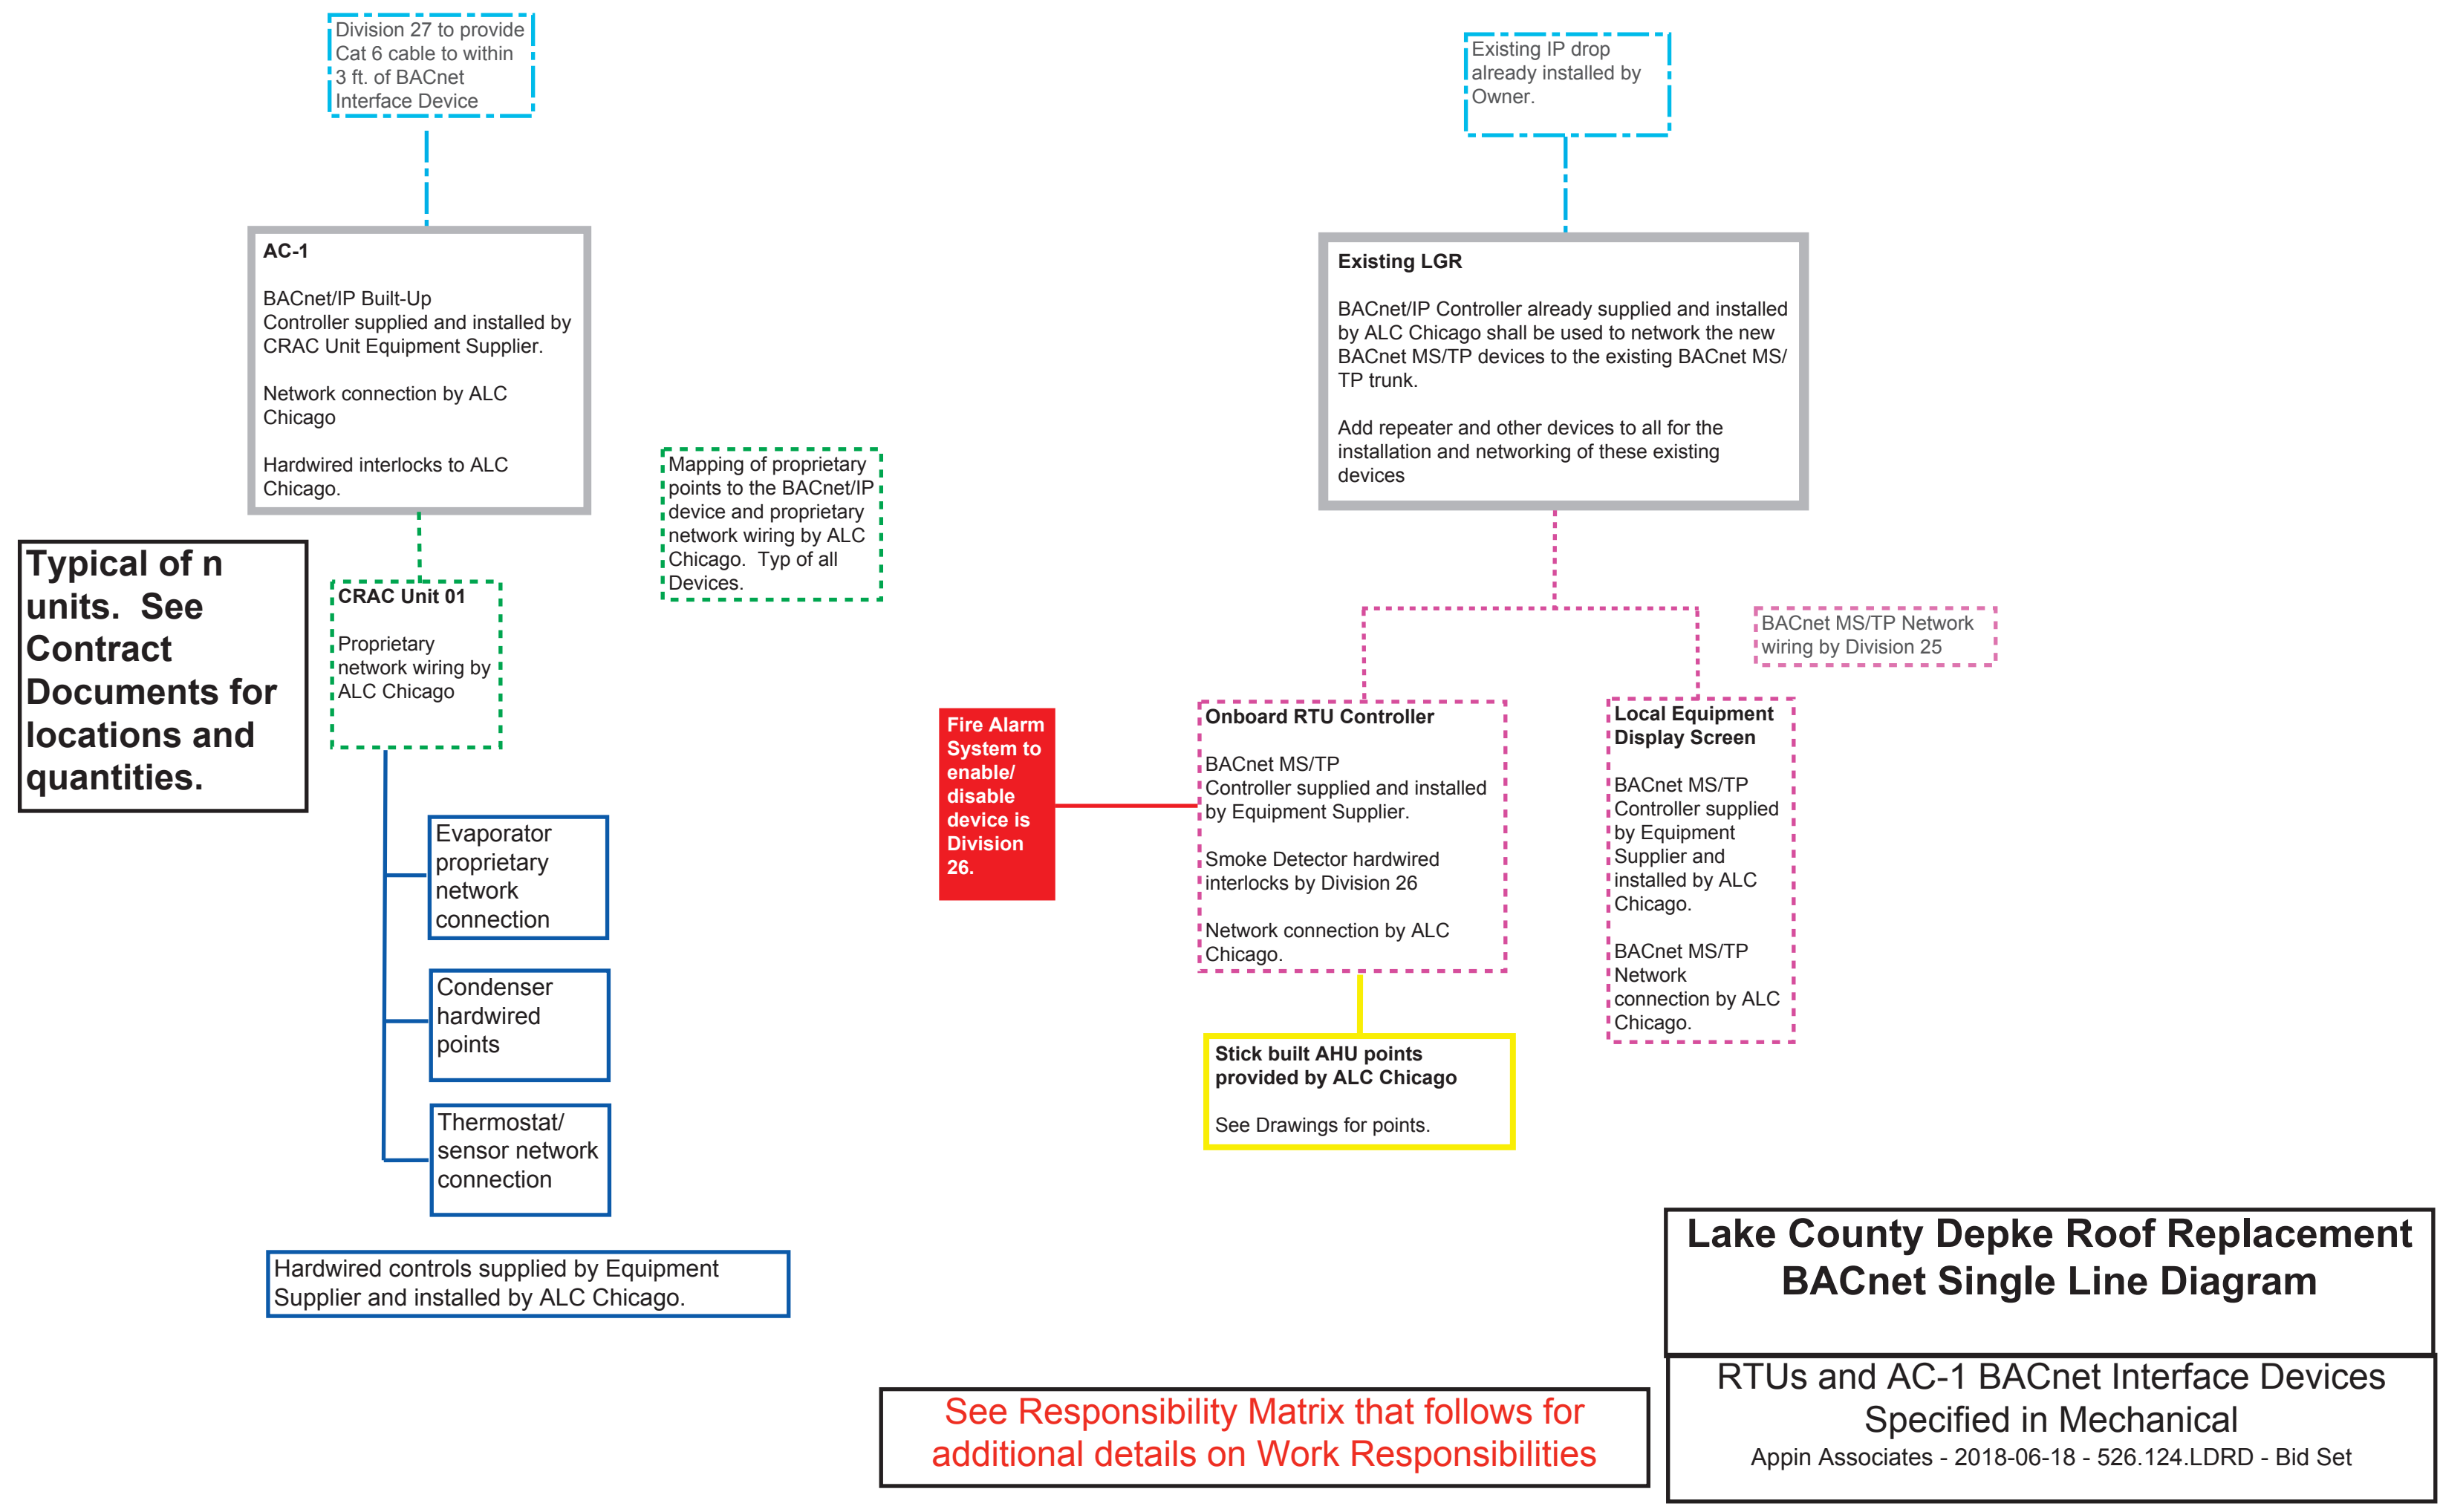 Division 27 to provide
Cat 6 cable to within
3 ft. of BACnet
Interface Device
Existing IP drop
already installed by
Owner.
AC-1
BACnet/IP Built-Up
Controller supplied and installed by
CRAC Unit Equipment Supplier.
Network connection by ALC
Chicago
Hardwired interlocks to ALC
Chicago.
Existing LGR
BACnet/IP Controller already supplied and installed
by ALC Chicago shall be used to network the new
BACnet MS/TP devices to the existing BACnet MS/
TP trunk.
Add repeater and other devices to all for the
installation and networking of these existing
devices
Mapping of proprietary
points to the BACnet/IP
device and proprietary
network wiring by ALC
Chicago.  Typ of all
Devices.
Typical of n
units.  See
Contract
Documents for
locations and
quantities.
CRAC Unit 01
Proprietary
network wiring by
ALC Chicago
BACnet MS/TP Network
wiring by Division 25
Fire Alarm
System to
enable/
disable
device is
Division
26.
Onboard RTU Controller
BACnet MS/TP
Controller supplied and installed
by Equipment Supplier.
Smoke Detector hardwired
interlocks by Division 26
Network connection by ALC
Chicago.
Local Equipment
Display Screen
BACnet MS/TP
Controller supplied
by Equipment
Supplier and
installed by ALC
Chicago.
BACnet MS/TP
Network
connection by ALC
Chicago.
Evaporator
proprietary
network
connection
Condenser
hardwired
points
Thermostat/
sensor network
connection
Stick built AHU points
provided by ALC Chicago
See Drawings for points.
Hardwired controls supplied by Equipment
Supplier and installed by ALC Chicago.
Lake County Depke Roof Replacement
BACnet Single Line Diagram
RTUs and AC-1 BACnet Interface Devices
Specified in Mechanical
Appin Associates - 2018-06-18 - 526.124.LDRD - Bid Set
See Responsibility Matrix that follows for
additional details on Work Responsibilities